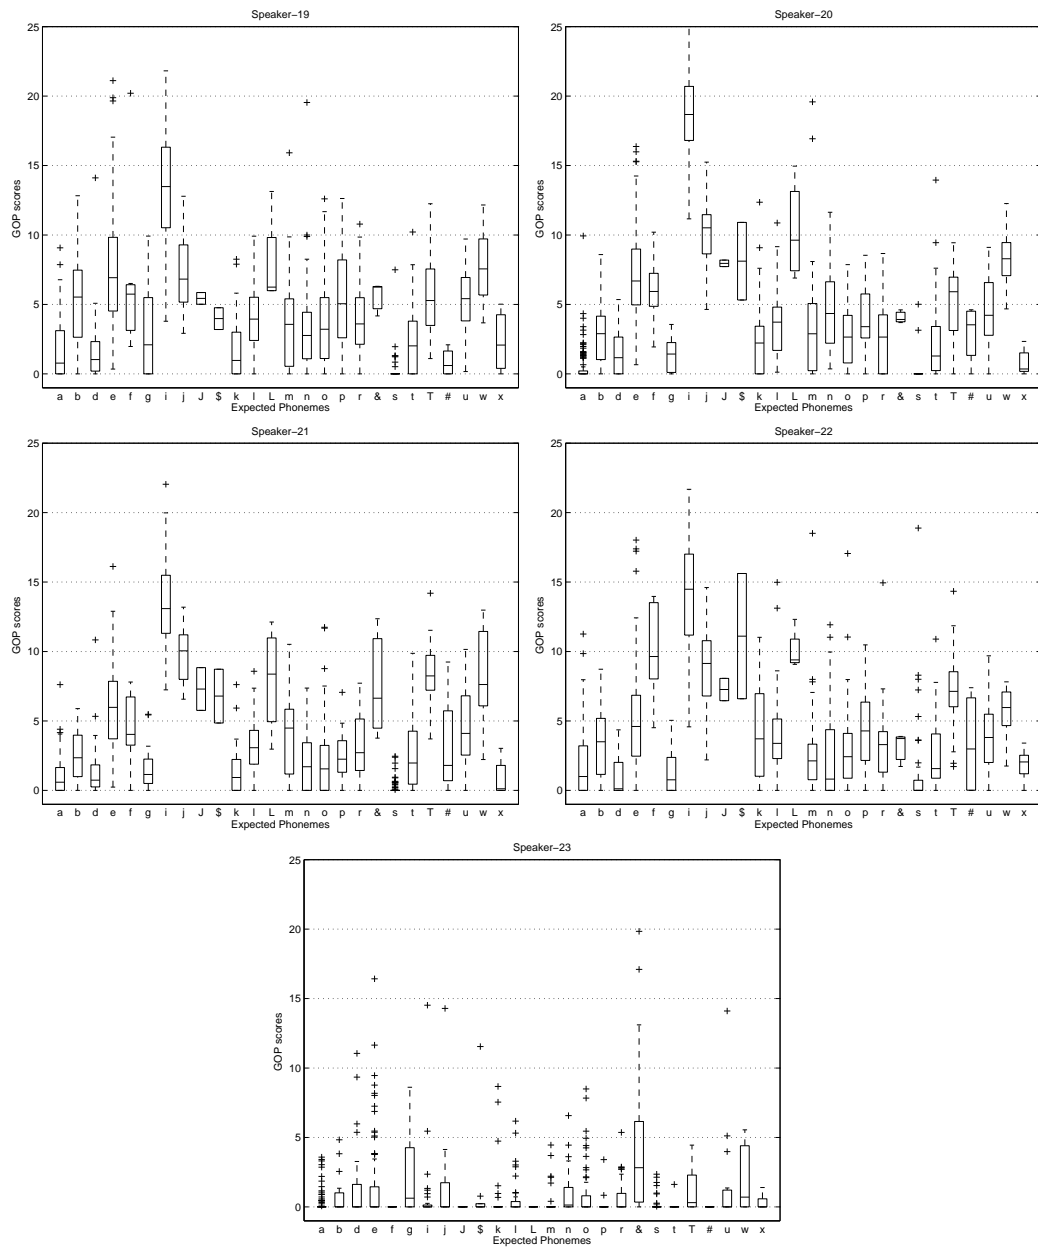 Speaker−19
25
20
15
10
5
0
GOP scores
a b d e f g i j J $ k l L m n o p r & s t T # u w x
Expected Phonemes
Speaker−20
25
20
15
10
5
0
GOP scores
a b d e f g i j J $ k l L m n o p r & s t T # u w x
Expected Phonemes
Speaker−21
25
20
15
10
5
0
GOP scores
a b d e f g i j J $ k l L m n o p r & s t T # u w x
Expected Phonemes
Speaker−22
25
20
15
10
5
0
GOP scores
a b d e f g i j J $ k l L m n o p r & s t T # u w x
Expected Phonemes
Speaker−23
25
20
15
10
5
0
GOP scores
a b d e f g i j J $ k l L m n o p r & s t T # u w x
Expected Phonemes